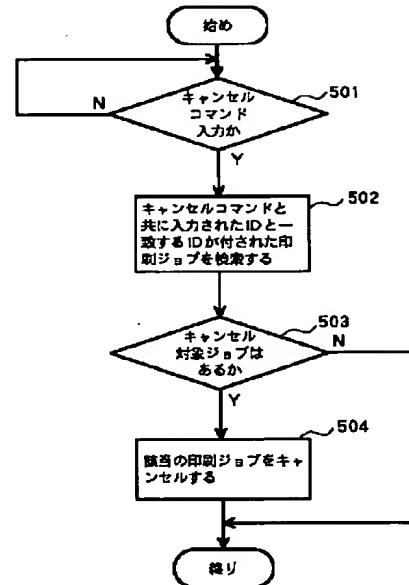 始め
キャンセル
コマンド
入力か
501
N
Y
キャンセルコマンドと
共に入力されたIDと一
致するIDが付された印
刷ジョブを検索する
502
キャンセル
対象ジョブは
あるか
503
N
Y
該当の印刷ジョブをキャ
ンセルする
504
終り